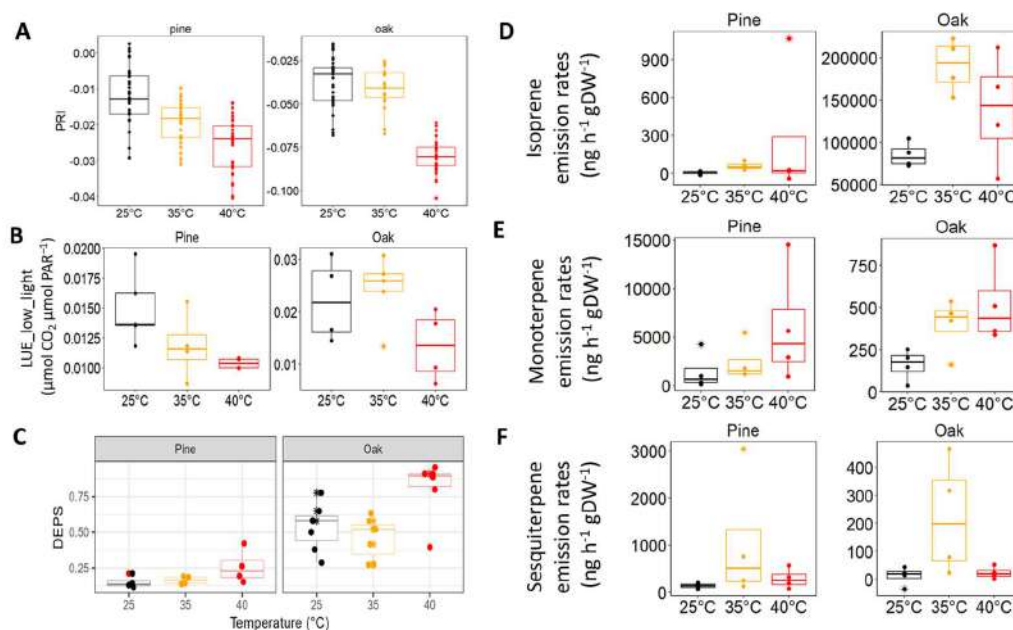 A
pine
oak
PRI
0.00
-0.01
-0.02
-0.03
-0.04
-0.025
-0.050
-0.075
-0.100
25°C 35°C 40°C
25°C 35°C 40°C
B
Pine
Oak
LUE_low_light
(μmol CO₂ μmol PAR⁻¹)
0.0200
0.0175
0.0150
0.0125
0.0100
0.03
0.02
0.01
25°C 35°C 40°C
25°C 35°C 40°C
C
Pine
Oak
DEPS
0.75
0.50
0.25
25 35 40
25 35 40
Temperature (°C)
D
Pine
Oak
Isoprene
emission rates
(ng h⁻¹ gDW⁻¹)
900
600
300
0
200000
150000
100000
50000
25°C 35°C 40°C
25°C 35°C 40°C
E
Pine
Oak
Monoterpene
emission rates
(ng h⁻¹ gDW⁻¹)
15000
10000
5000
0
750
500
250
0
25°C 35°C 40°C
25°C 35°C 40°C
F
Pine
Oak
Sesquiterpene
emission rates
(ng h⁻¹ gDW⁻¹)
3000
2000
1000
0
400
300
200
100
0
25°C 35°C 40°C
25°C 35°C 40°C